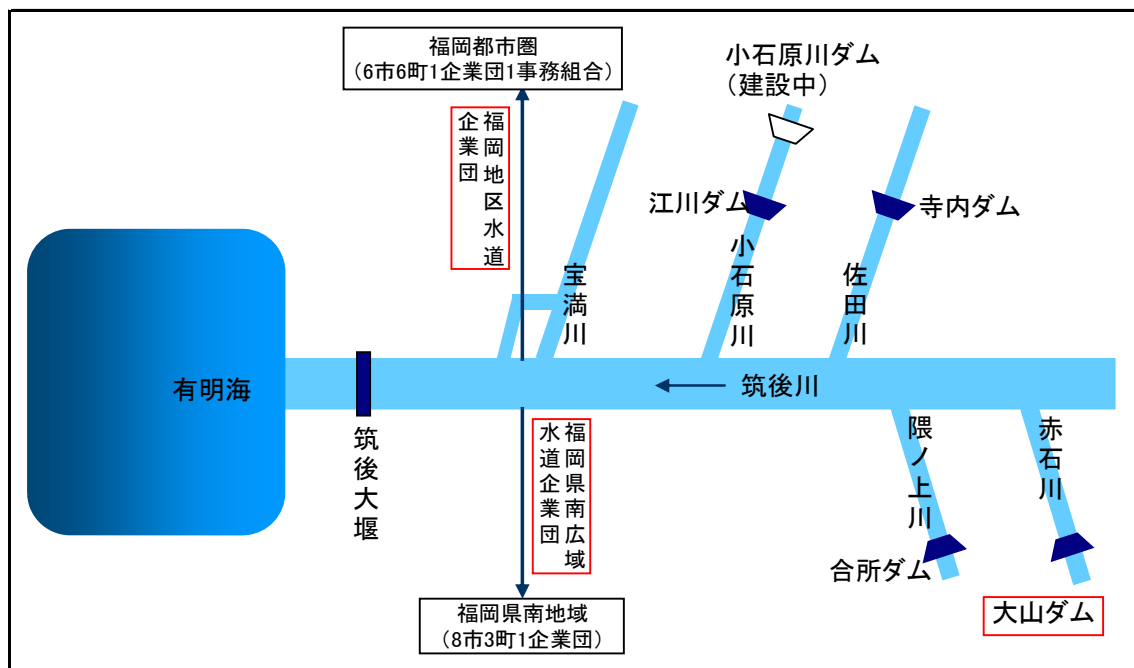 福岡都市圏
（6市6町1企業団1事務組合）
福岡地区水道
企業団
小石原川ダム
（建設中）
江川ダム
寺内ダム
宝満川
小石原川
佐田川
有明海
筑後川
筑後大堰
福岡県南広域
水道企業団
隈ノ上川
赤石川
合所ダム
大山ダム
福岡県南地域
（8市3町1企業団）